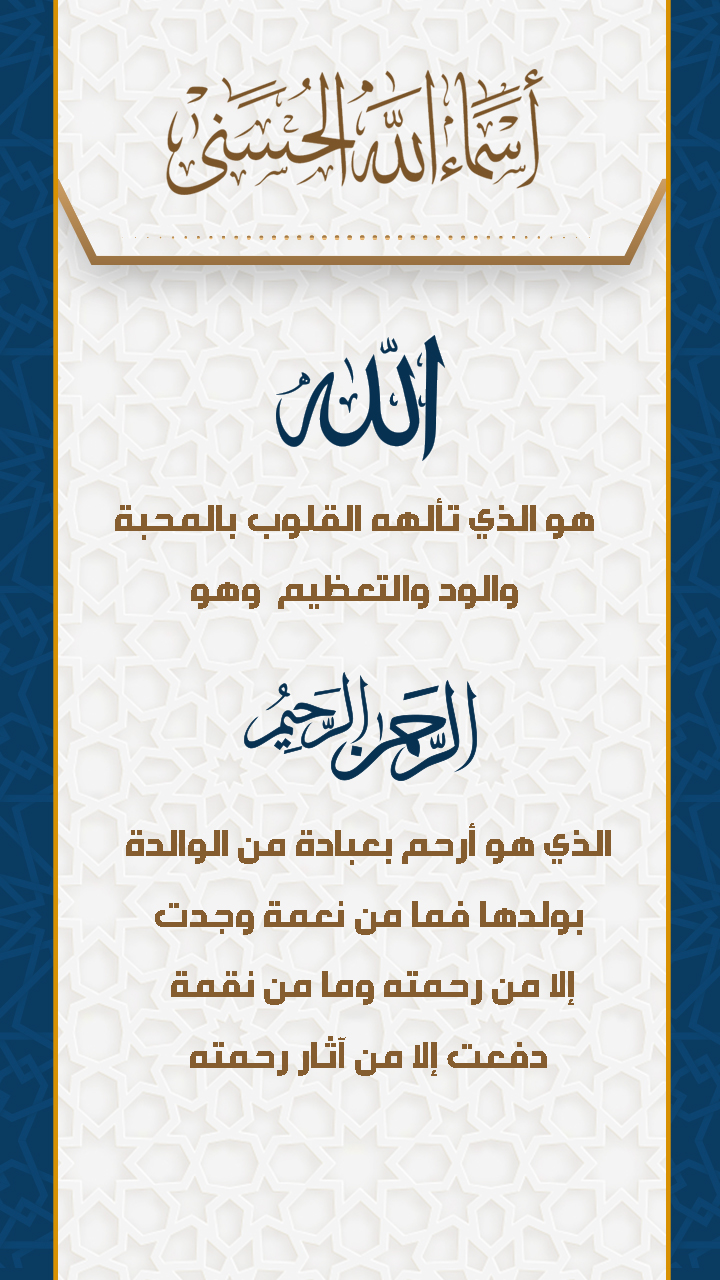 أسماء الله الحسنى
الله
هو الذي تألهه القلوب بالمحبة
والود والتعظيم وهو
الرحمن الرحيم
الذي هو أرحم بعبادة من الوالدة
بولدها فما من نعمة وجدت
إلا من رحمته وما من نقمة
دفعت إلا من آثار رحمته